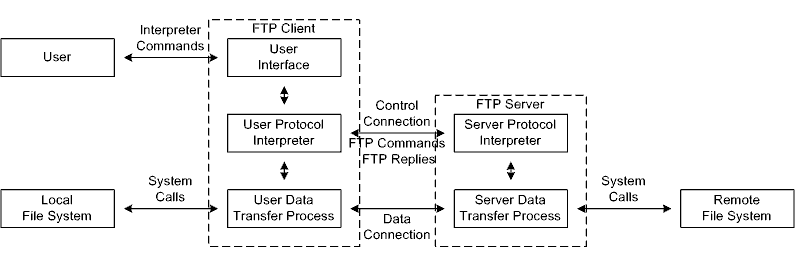 FTP Client
Interpreter
Commands
User
User
Interface
FTP Server
Control
Connection
User Protocol
Interpreter
Server Protocol
Interpreter
FTP Commands
FTP Replies
System
Calls
System
Calls
Local
File System
User Data
Transfer Process
Data
Connection
Server Data
Transfer Process
Remote
File System